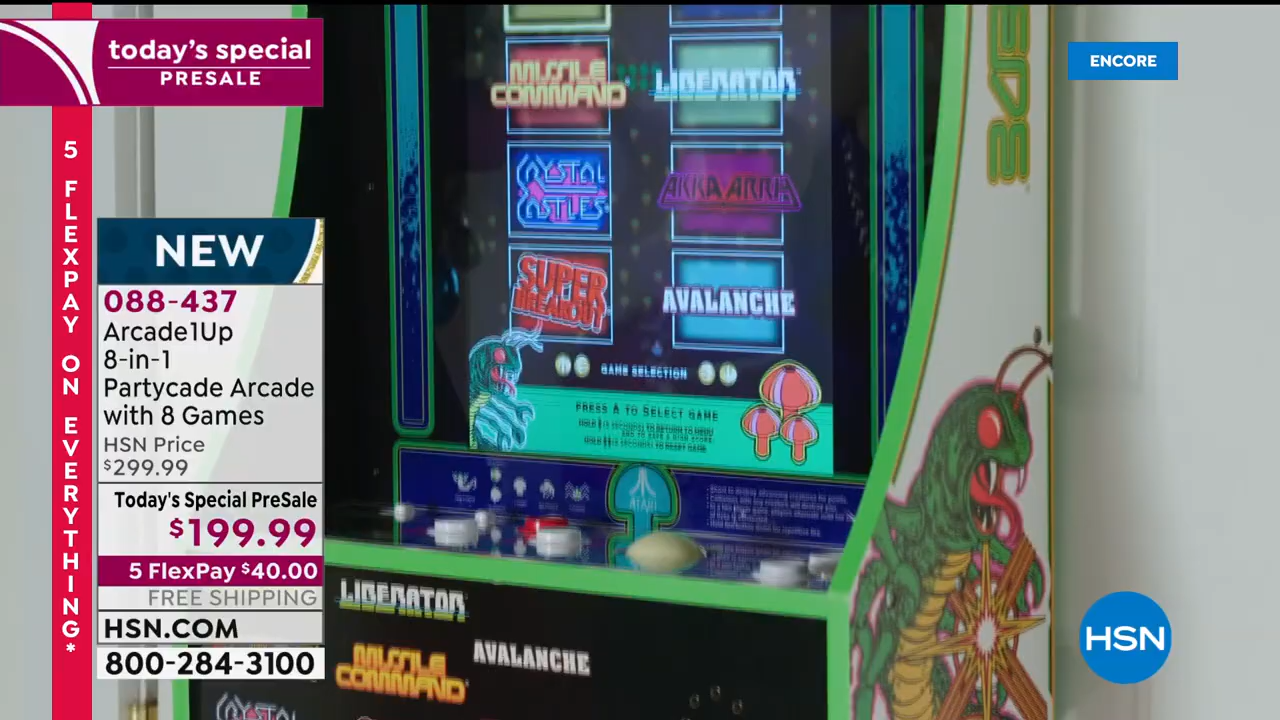 today's special
PRESALE
ENCORE
5 FLEXPAY ON EVERYTHING*
NEW
088-437
Arcade1Up
8-in-1
Partycade Arcade
with 8 Games
HSN Price
$299.99
Today's Special PreSale
$199.99
5 FlexPay $40.00
FREE SHIPPING
HSN.COM
800-284-3100
MISSILE COMMAND
LIBERATOR
CRYSTAL CASTLES
AKKA ARRH
SUPER BREAKOUT
AVALANCHE
GAME SELECTION
PRESS A TO SELECT GAME
ATARI
LIBERATOR
MISSILE COMMAND
AVALANCHE
CRYSTAL
HSN